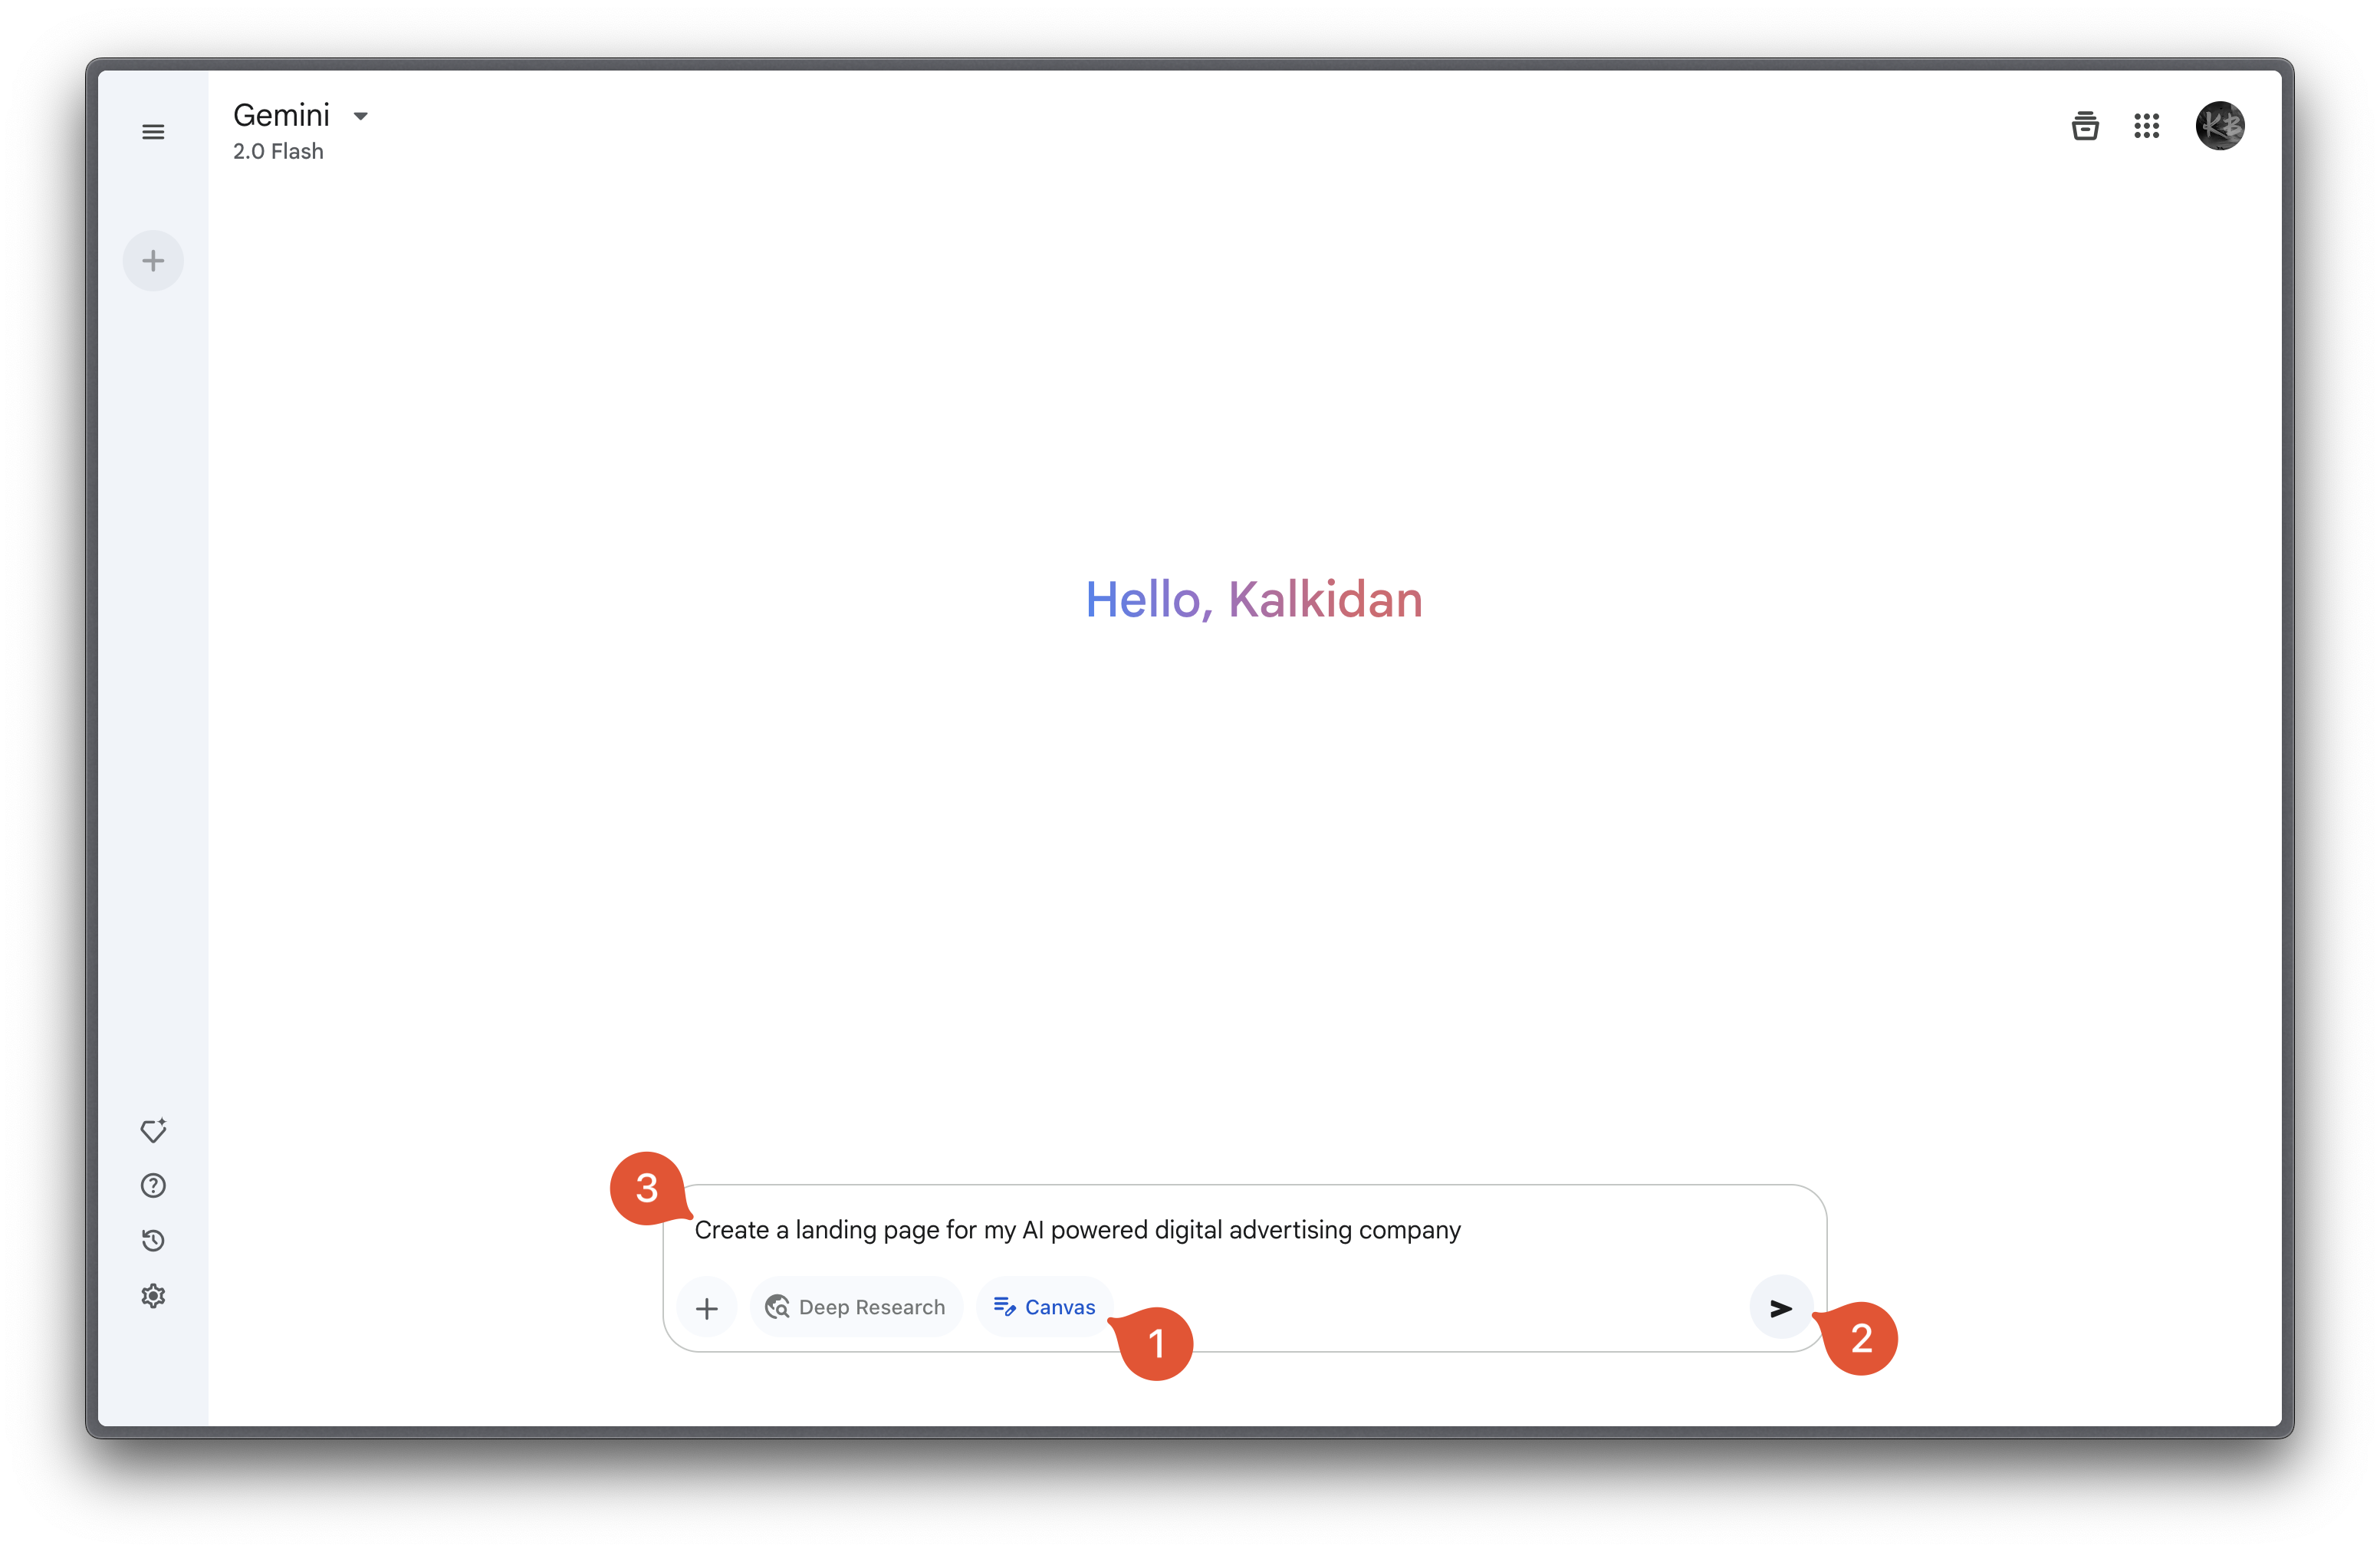 Gemini
2.0 Flash
KB
Hello, Kalkidan
3
Create a landing page for my AI powered digital advertising company
Deep Research
Canvas
1
2